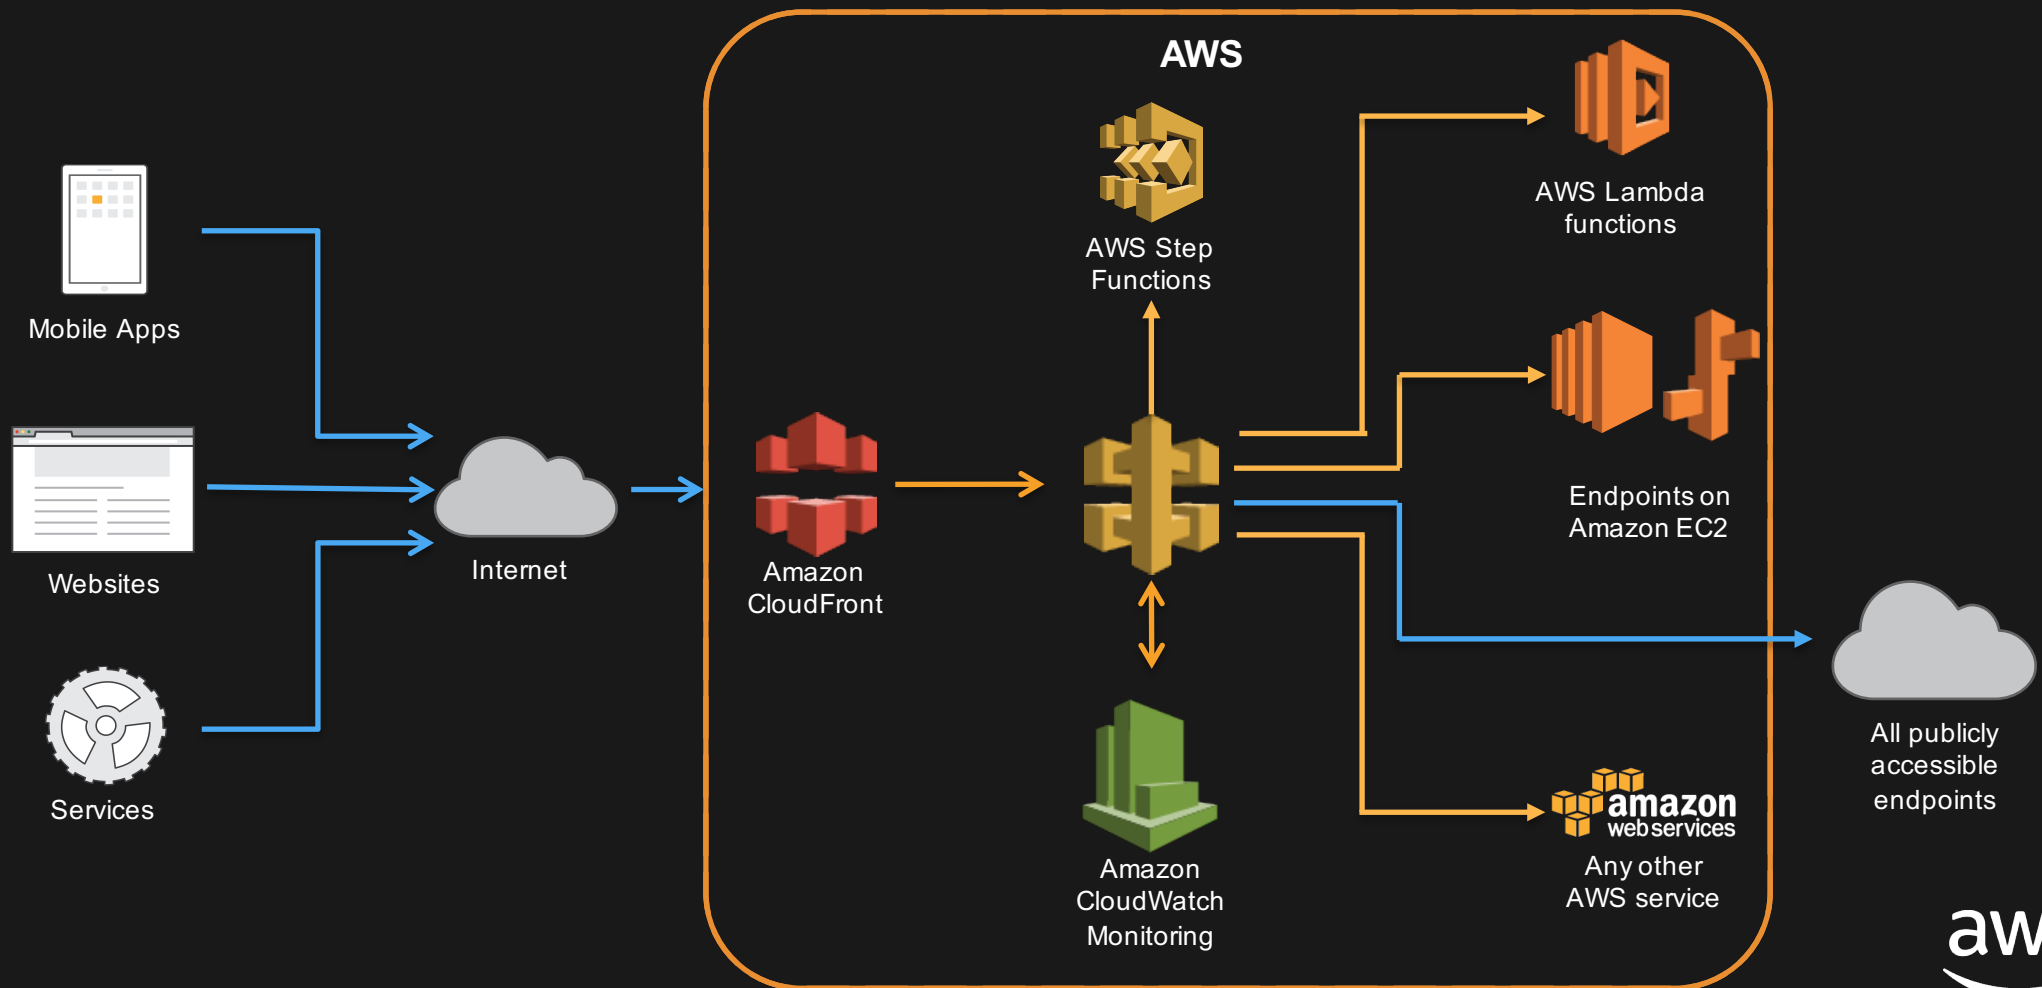 AWS
AWS Step
Functions
AWS Lambda
functions
Mobile Apps
Endpoints on
Amazon EC2
Websites
Internet
Amazon
CloudFront
Services
Amazon
CloudWatch
Monitoring
amazon
web services
Any other
AWS service
All publicly
accessible
endpoints
aw